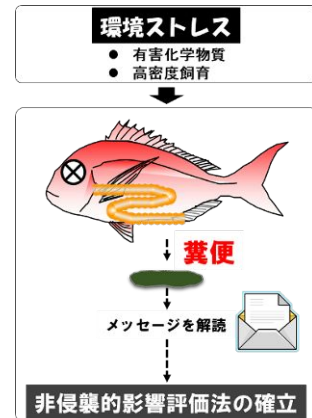 環境ストレス
● 有害化学物質
● 高密度飼育
糞便
メッセージを解読
非侵襲的影響評価法の確立